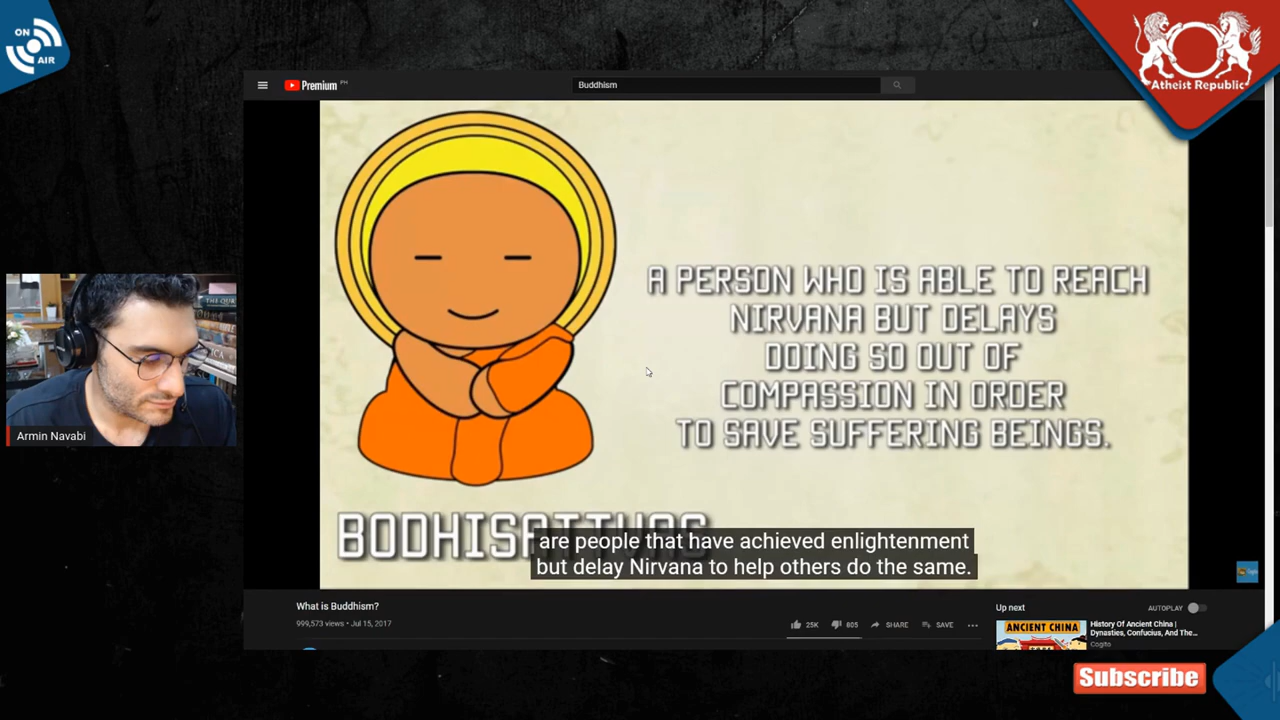 ON
AIR
Atheist Republic
Premium PH
Buddhism
A PERSON WHO IS ABLE TO REACH
NIRVANA BUT DELAYS
DOING SO OUT OF
COMPASSION IN ORDER
TO SAVE SUFFERING BEINGS.
BODHISATTVAS
are people that have achieved enlightenment
but delay Nirvana to help others do the same.
Armin Navabi
What is Buddhism?
999,573 views • Jul 15, 2017
25K
805
SHARE
SAVE
Up next
AUTOPLAY
ANCIENT CHINA
History Of Ancient China |
Dynasties, Confucius, And The...
Cogito
Subscribe